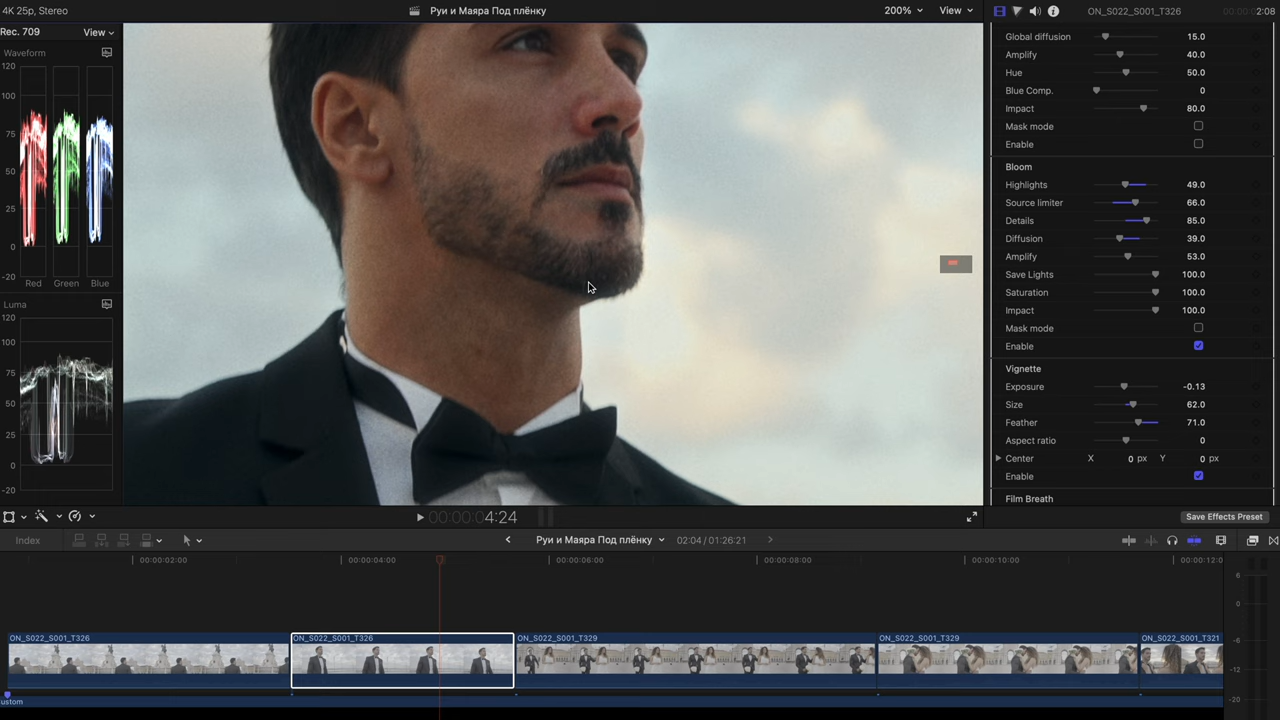 4K 25p, Stereo
Руи и Маяра Под плёнку
200%
View
ON_S022_S001_T326
2:08
Rec. 709
View
Waveform
120
100
75
50
25
0
-20
Red
Green
Blue
Luma
120
100
75
50
25
0
-20
Global diffusion 15.0
Amplify 40.0
Hue 50.0
Blue Comp. 0
Impact 80.0
Mask mode
Enable
Bloom
Highlights 49.0
Source limiter 66.0
Details 85.0
Diffusion 39.0
Amplify 53.0
Save Lights 100.0
Saturation 100.0
Impact 100.0
Mask mode
Enable
Vignette
Exposure -0.13
Size 62.0
Feather 71.0
Aspect ratio 0
Center X 0 px Y 0 px
Enable
Film Breath
00:00:04:24
Save Effects Preset
Index
Руи и Маяра Под плёнку
02:04 / 01:26:21
00:00:02:00
00:00:04:00
00:00:06:00
00:00:08:00
00:00:10:00
00:00:12:0
6
0
-6
-12
-20
ON_S022_S001_T326
ON_S022_S001_T326
ON_S022_S001_T329
ON_S022_S001_T329
ON_S022_S001_T321
ustom